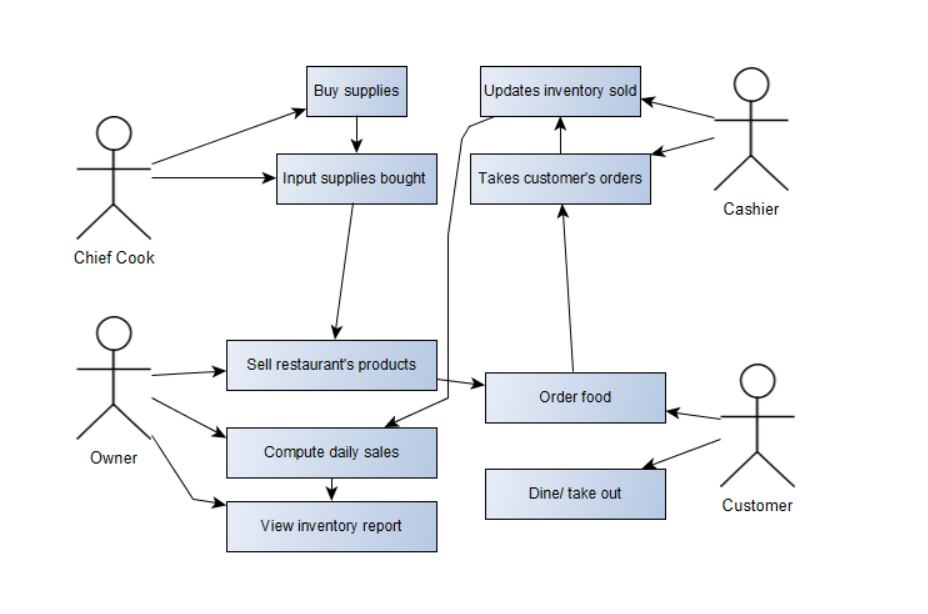 Buy supplies
Updates inventory sold
Input supplies bought
Takes customer's orders
Cashier
Chief Cook
Sell restaurant's products
Order food
Owner
Compute daily sales
Dine/ take out
Customer
View inventory report